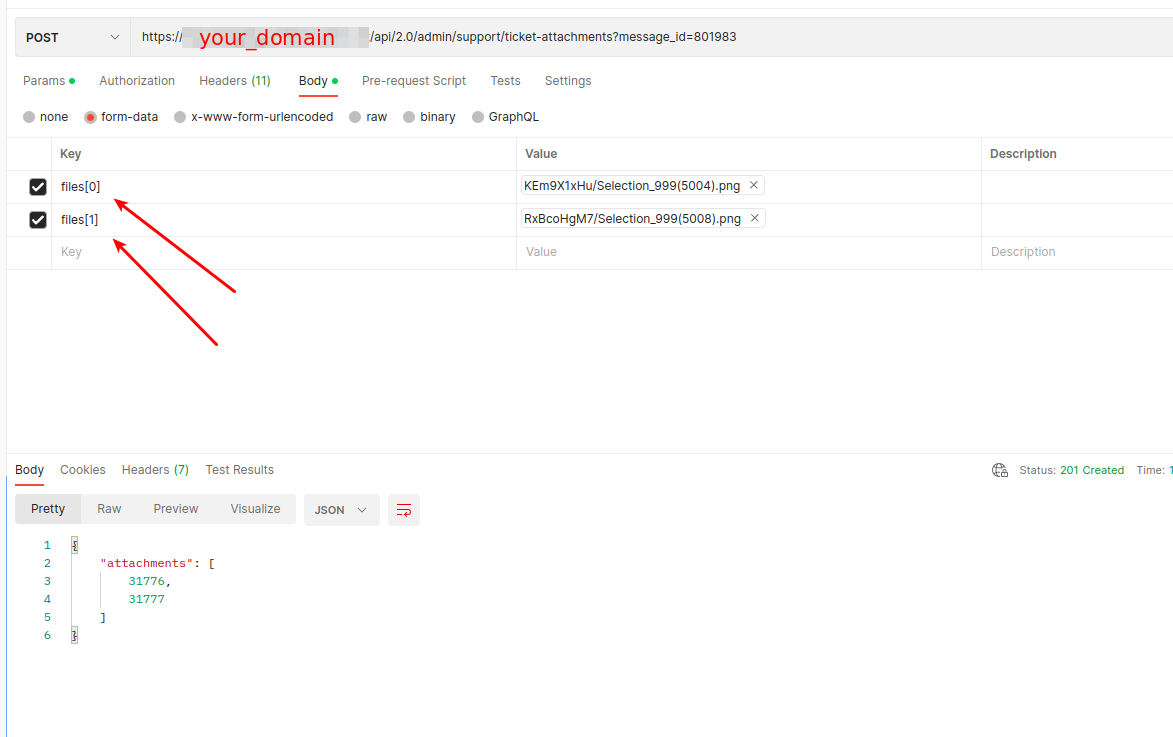 POST https:// your_domain /api/2.0/admin/support/ticket-attachments?message_id=801983
Params Authorization Headers (11) Body Pre-request Script Tests Settings
none form-data x-www-form-urlencoded raw binary GraphQL
Key Value Description
files[0] KEm9X1xHu/Selection_999(5004).png ×
files[1] RxBcoHgM7/Selection_999(5008).png ×
Key Value Description
Body Cookies Headers (7) Test Results Status: 201 Created Time: 1
Pretty Raw Preview Visualize JSON
1 {
2 "attachments": [
3 31776,
4 31777
5 ]
6 }